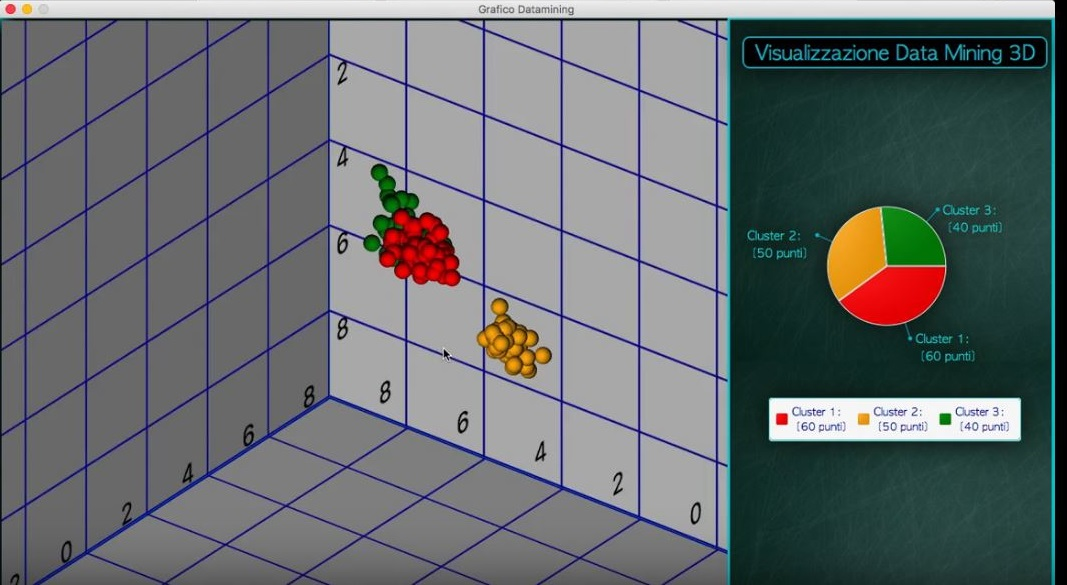 Grafico Datamining
Visualizzazione Data Mining 3D
2
4
6
8
8
6
4
2
0
8
6
4
2
0
2
Cluster 3:
(40 punti)
Cluster 2:
(50 punti)
Cluster 1:
(60 punti)
Cluster 1: Cluster 2: Cluster 3:
(60 punti) (50 punti) (40 punti)